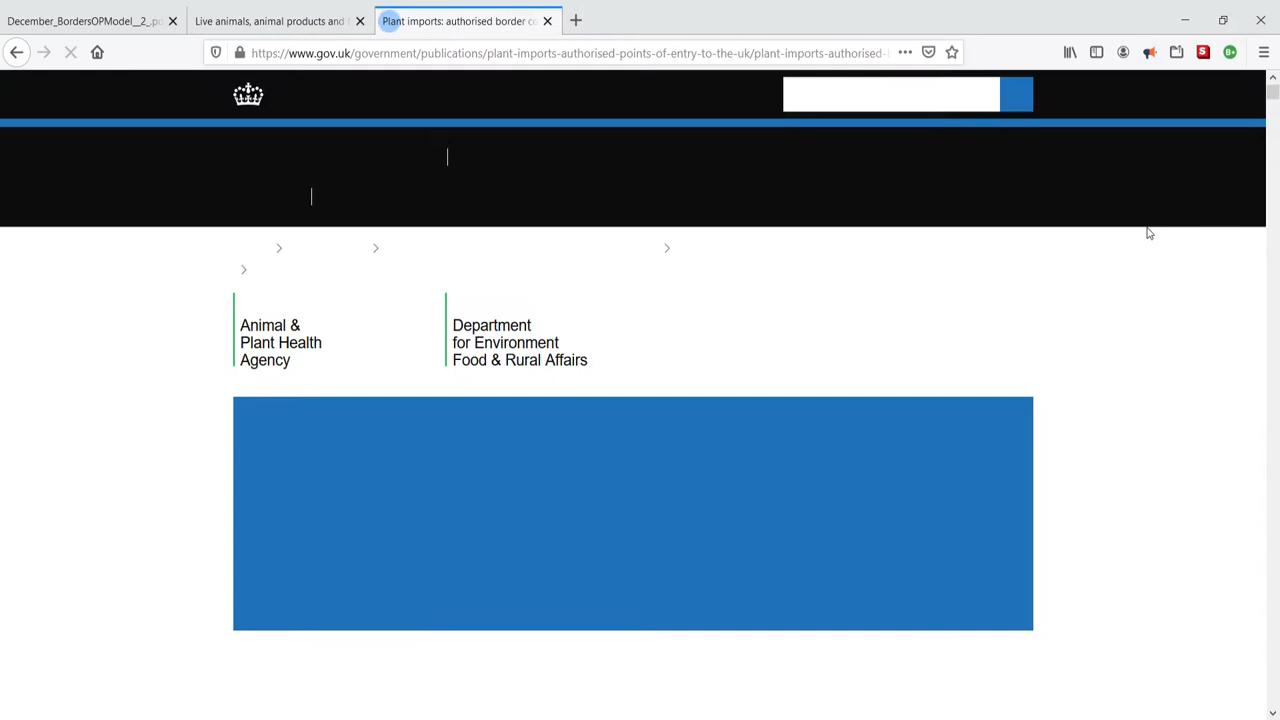 December_BordersOPModel__2_.pd
Live animals, animal products and
Plant imports: authorised border co
https://www.gov.uk/government/publications/plant-imports-authorised-points-of-entry-to-the-uk/plant-imports-authorised-
S
B+
Animal &
Plant Health
Agency
Department
for Environment
Food & Rural Affairs